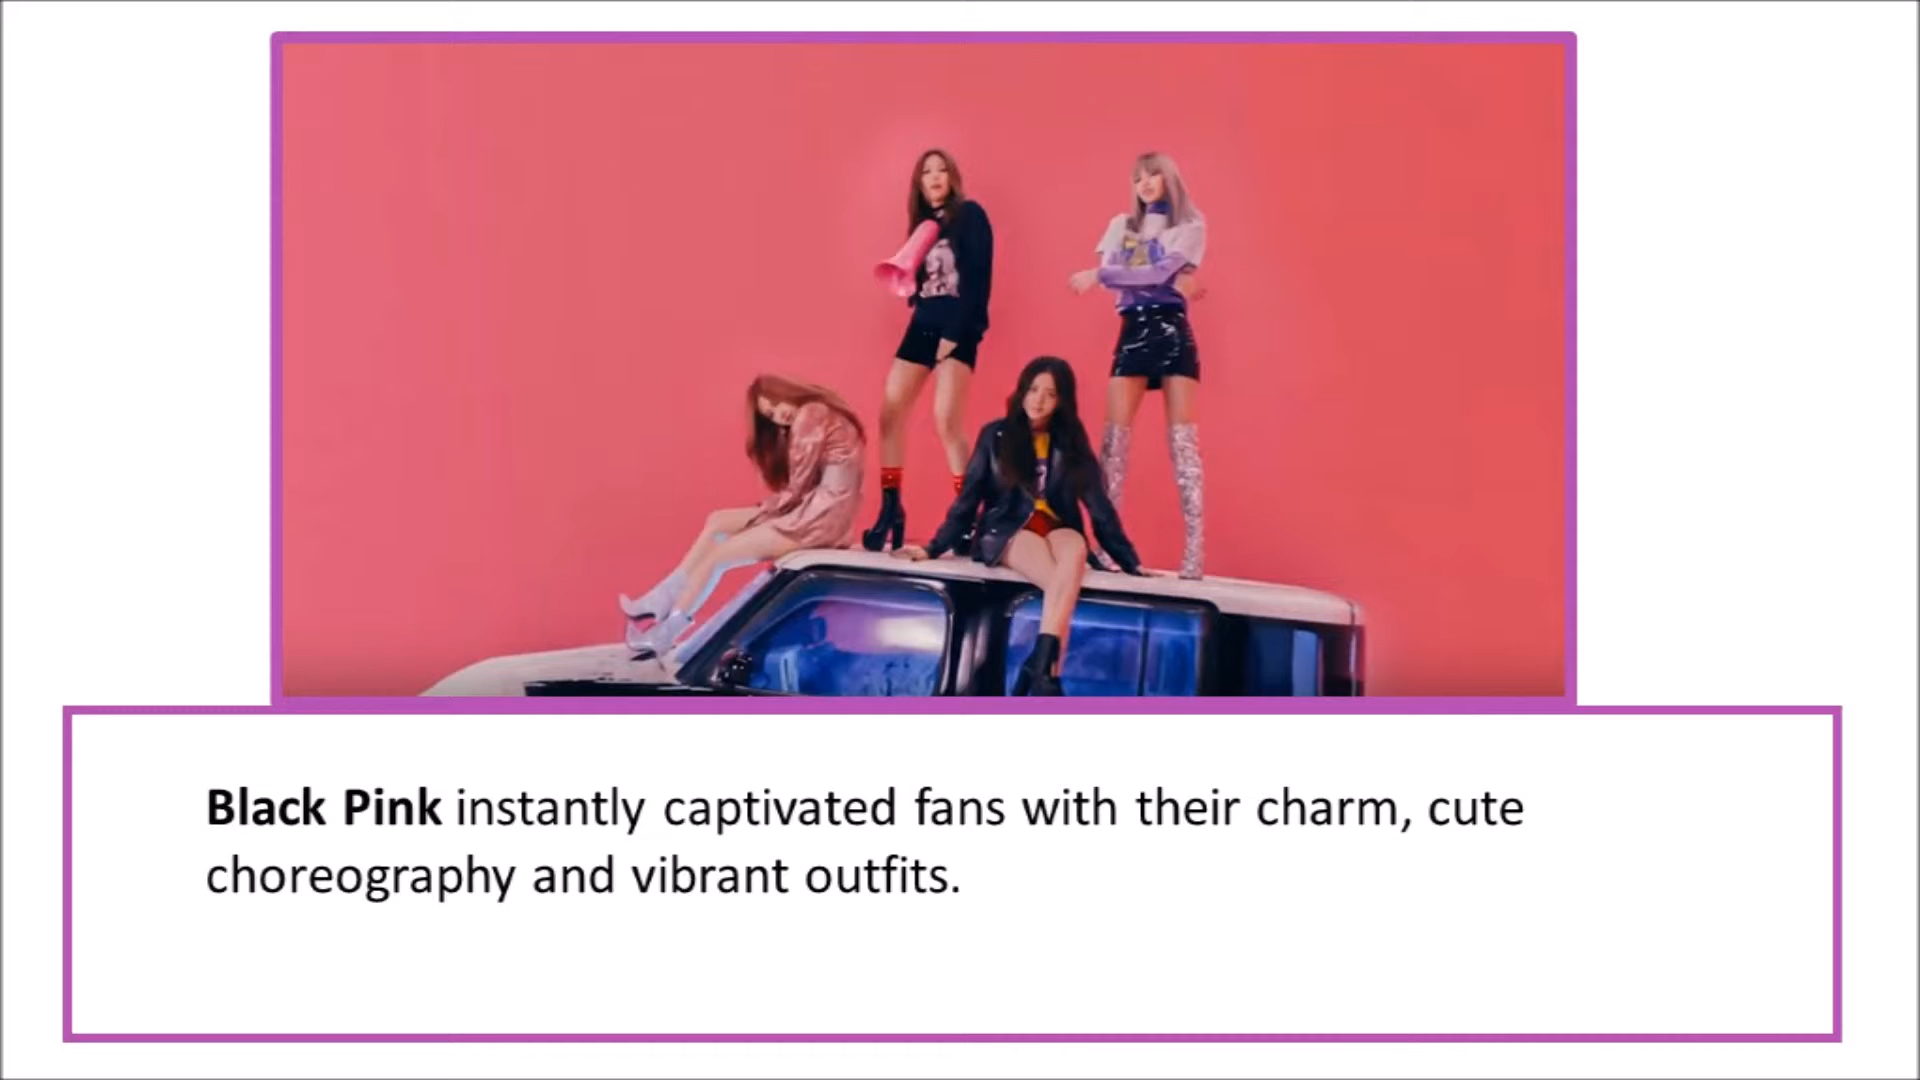 Black Pink instantly captivated fans with their charm, cute
choreography and vibrant outfits.